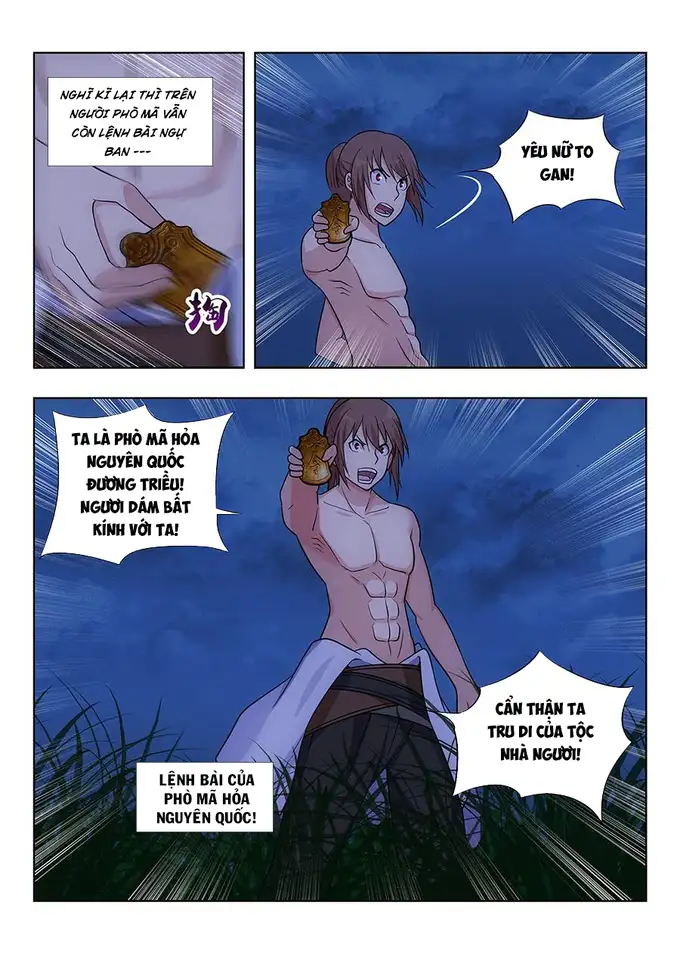 NGHĨ KĨ LẠI THÌ TRÊN
NGƯỜI PHÒ MÃ VẪN
CÒN LỆNH BÀI NGỰ
BAN ---
掏
YÊU NỮ TO
GAN!
TA LÀ PHÒ MÃ HỎA
NGUYÊN QUỐC
ĐƯƠNG TRIỀU!
NGƯƠI DÁM BẤT
KÍNH VỚI TA!
CẨN THẬN TA
TRU DI CỦA TỘC
NHÀ NGƯƠI!
LỆNH BÀI CỦA
PHÒ MÃ HỎA
NGUYÊN QUỐC!